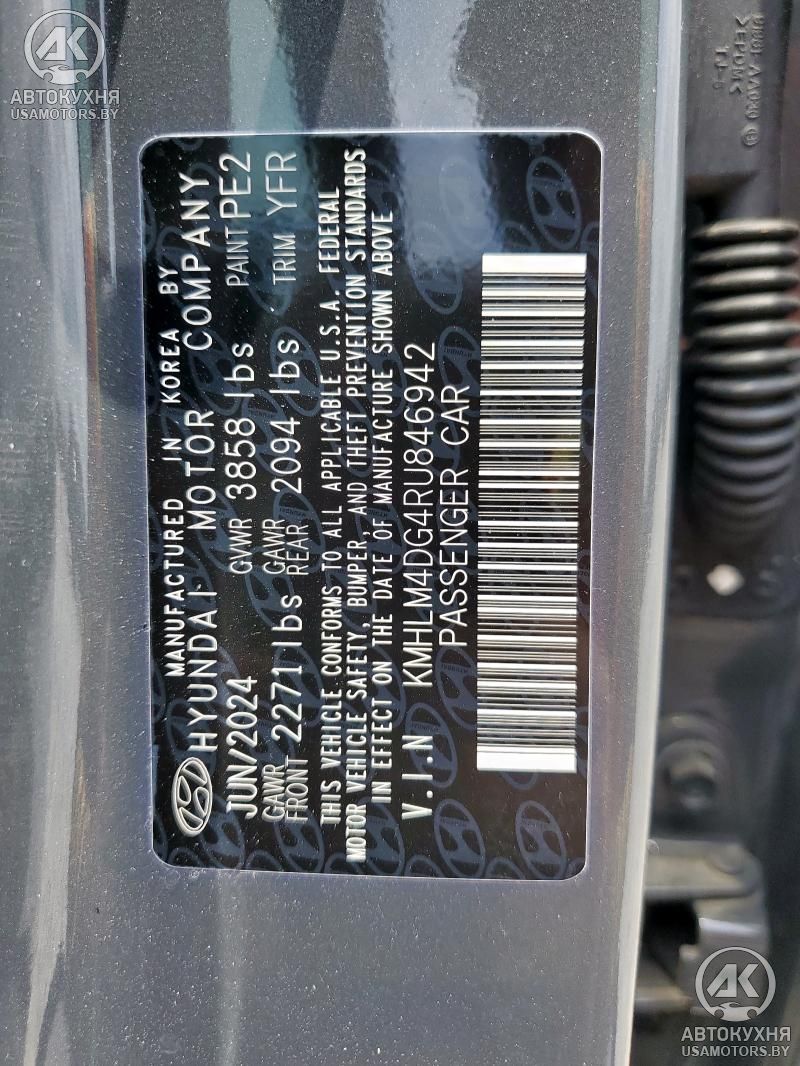 АВТОКУХНЯ
USAMOTORS.BY
MANUFACTURED IN KOREA BY
HYUNDAI MOTOR COMPANY
JUN/2024 GVWR 3858 lbs PAINT PE2
GAWR FRONT 2271 lbs GAWR REAR 2094 lbs TRIM YFR
THIS VEHICLE CONFORMS TO ALL APPLICABLE U.S.A. FEDERAL
MOTOR VEHICLE SAFETY, BUMPER, AND THEFT PREVENTION STANDARDS
IN EFFECT ON THE DATE OF MANUFACTURE SHOWN ABOVE
V.I.N KMHLM4DG4RU846942
PASSENGER CAR
>EPDM<
АВТОКУХНЯ
USAMOTORS.BY